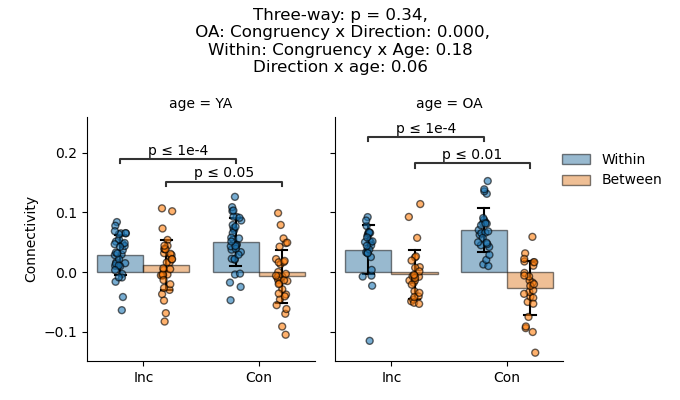 Three-way: p = 0.34,
OA: Congruency x Direction: 0.000,
Within: Congruency x Age: 0.18
Direction x age: 0.06
age = YA
age = OA
p ≤ 1e-4
p ≤ 0.05
p ≤ 1e-4
p ≤ 0.01
Within
Between
Connectivity
0.2
0.1
0.0
−0.1
Inc
Con
Inc
Con